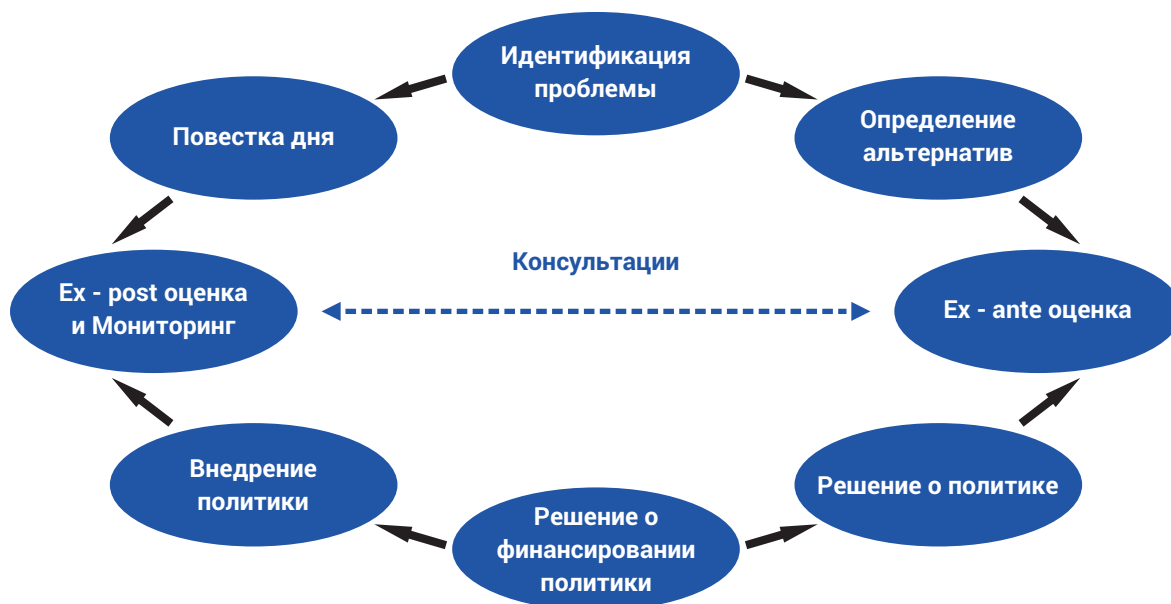 Идентификация
проблемы
Повестка дня
Определение
альтернатив
Консультации
Ex - post оценка
и Мониторинг
Ex - ante оценка
Внедрение
политики
Решение о политике
Решение о
финансировании
политики